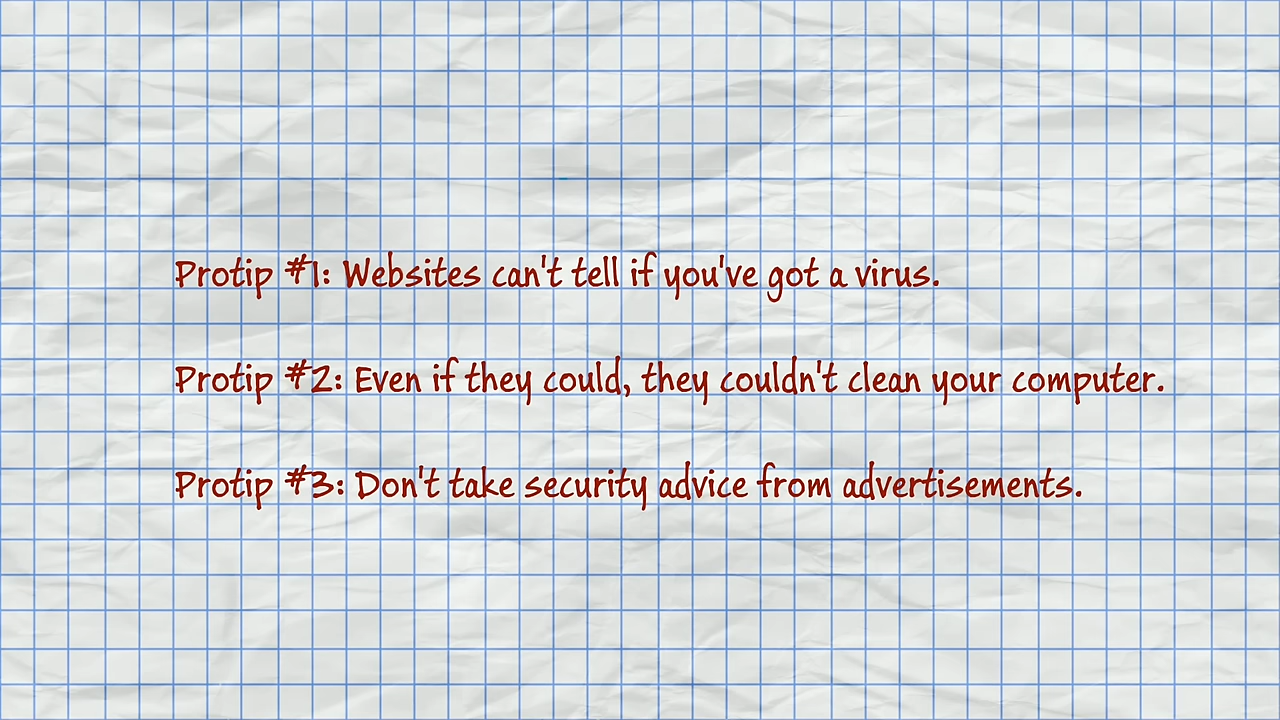 Protip #1: Websites can't tell if you've got a virus.
Protip #2: Even if they could, they couldn't clean your computer.
Protip #3: Don't take security advice from advertisements.